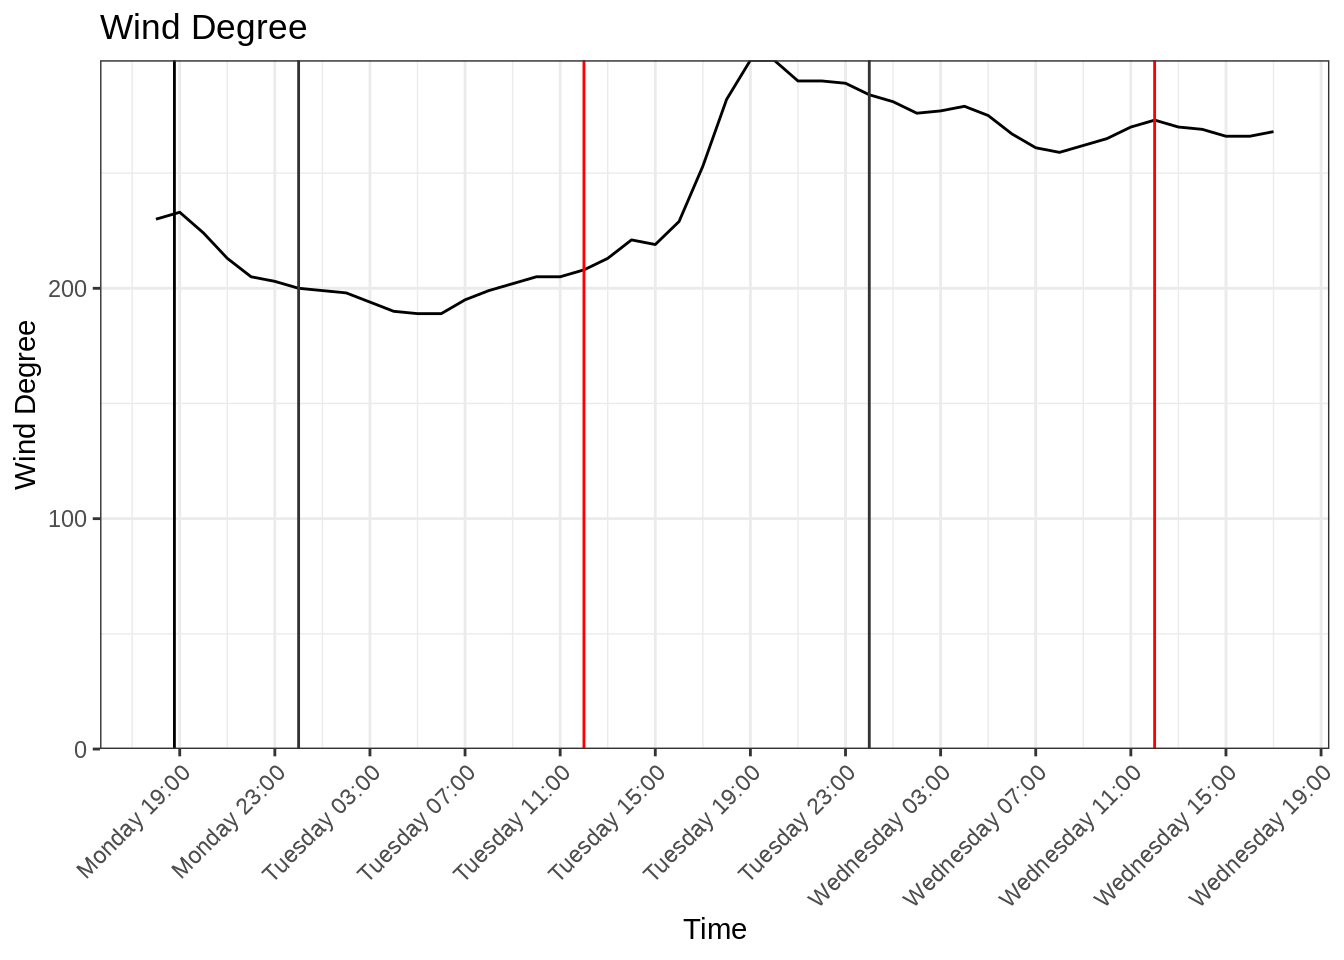 Wind Degree
Wind Degree
200
100
0
Monday 19:00
Monday 23:00
Tuesday 03:00
Tuesday 07:00
Tuesday 11:00
Tuesday 15:00
Tuesday 19:00
Tuesday 23:00
Wednesday 03:00
Wednesday 07:00
Wednesday 11:00
Wednesday 15:00
Wednesday 19:00
Time